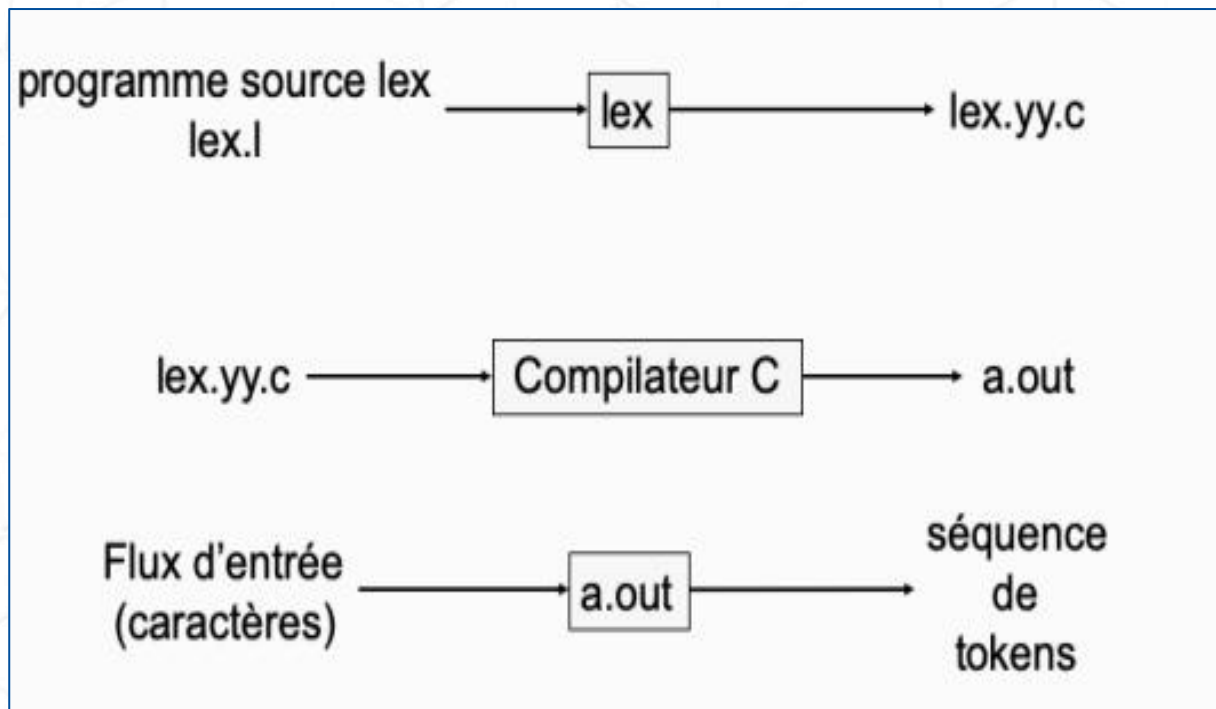 programme source lex
lex.l
lex
lex.yy.c
lex.yy.c
Compilateur C
a.out
Flux d'entrée
(caractères)
a.out
séquence
de
tokens